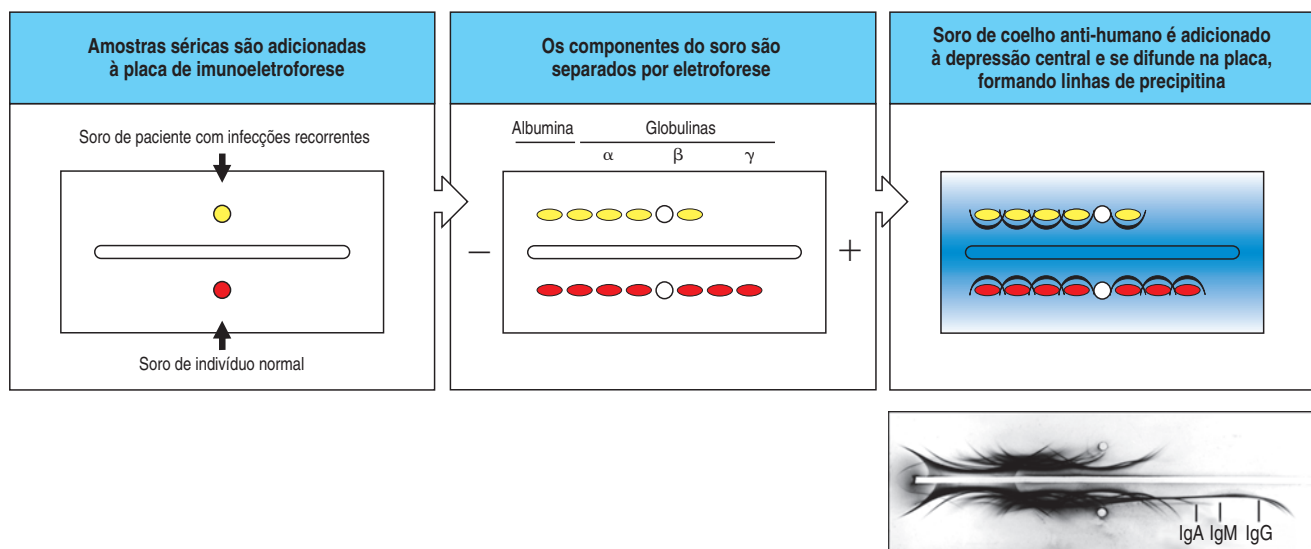 Amostras séricas são adicionadas
à placa de imunoeletroforese
Soro de paciente com infecções recorrentes
Soro de indivíduo normal
Os componentes do soro são
separados por eletroforese
Albumina Globulinas
α β γ
− +
Soro de coelho anti-humano é adicionado
à depressão central e se difunde na placa,
formando linhas de precipitina
IgA IgM IgG